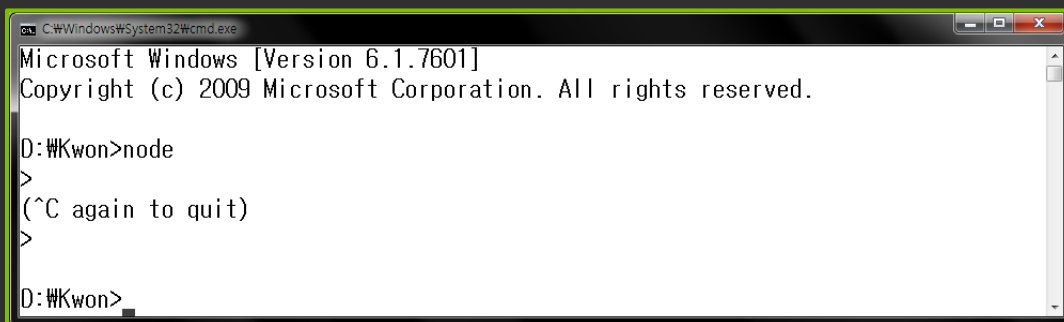 C:₩Windows₩System32₩cmd.exe
Microsoft Windows [Version 6.1.7601]
Copyright (c) 2009 Microsoft Corporation. All rights reserved.
D:₩Kwon>node
>
(^C again to quit)
>
D:₩Kwon>